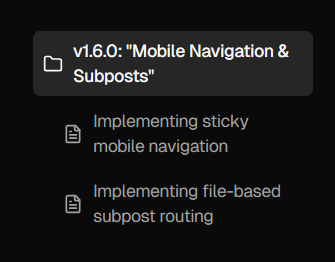 v1.6.0: "Mobile Navigation &
Subposts"
Implementing sticky
mobile navigation
Implementing file-based
subpost routing